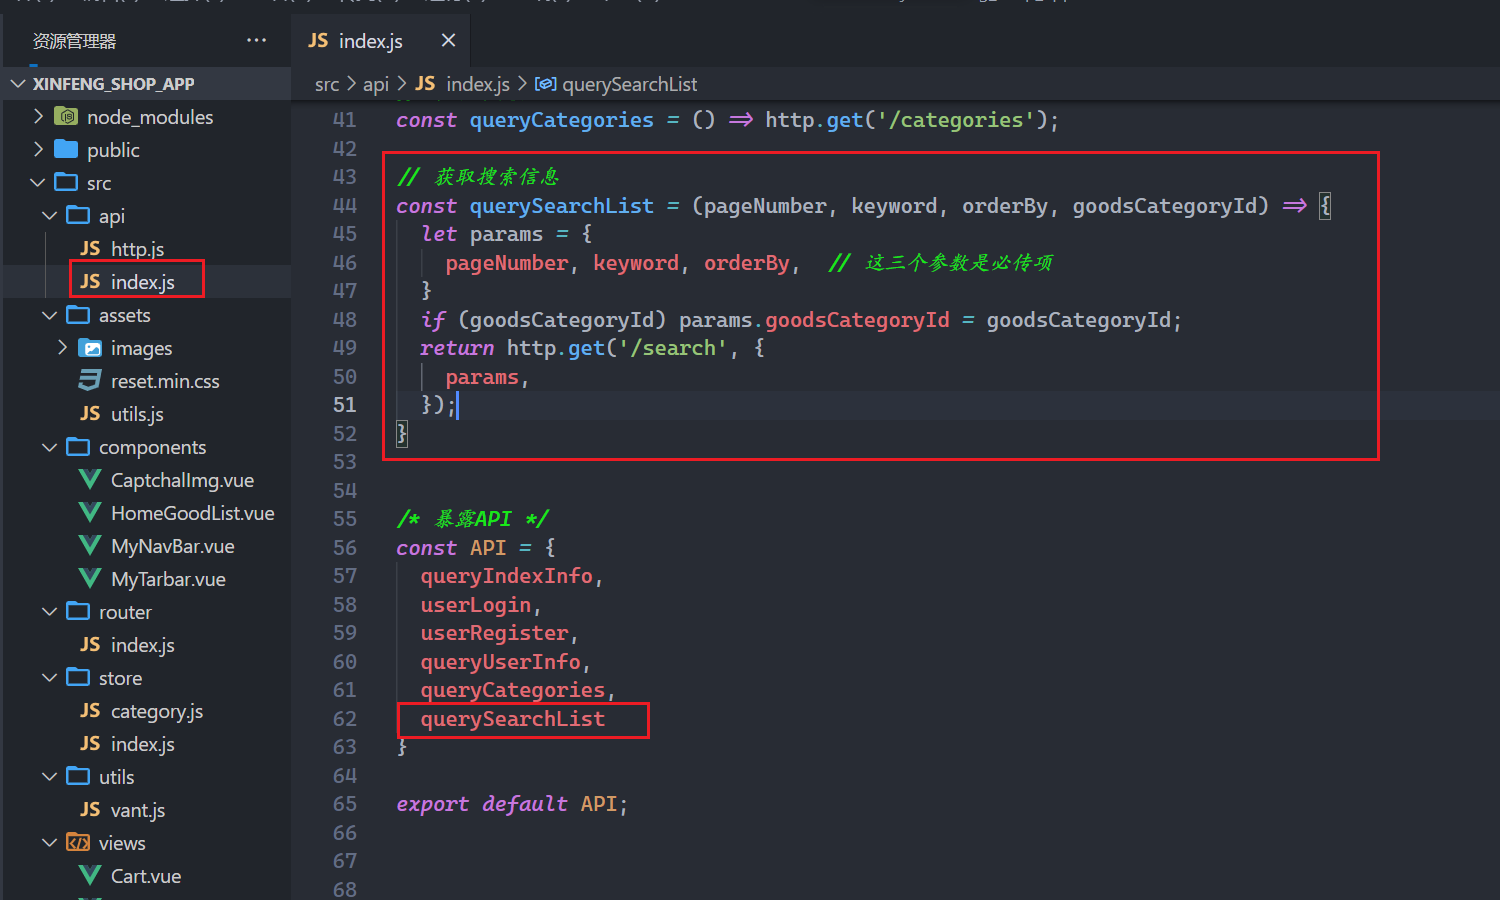 资源管理器
JS index.js
XINFENG_SHOP_APP
src > api > JS index.js > querySearchList
node_modules
public
src
api
JS http.js
JS index.js
assets
images
reset.min.css
JS utils.js
components
CaptchaImg.vue
HomeGoodList.vue
MyNavBar.vue
MyTarbar.vue
router
JS index.js
store
JS category.js
JS index.js
utils
JS vant.js
views
Cart.vue
41 const queryCategories = () => http.get('/categories');
42
43 // 获取搜索信息
44 const querySearchList = (pageNumber, keyword, orderBy, goodsCategoryId) => {
45 let params = {
46 pageNumber, keyword, orderBy, // 这三个参数是必传项
47 }
48 if (goodsCategoryId) params.goodsCategoryId = goodsCategoryId;
49 return http.get('/search', {
50 params,
51 });
52 }
53
54
55 /* 暴露API */
56 const API = {
57 queryIndexInfo,
58 userLogin,
59 userRegister,
60 queryUserInfo,
61 queryCategories,
62 querySearchList
63 }
64
65 export default API;
66
67
68